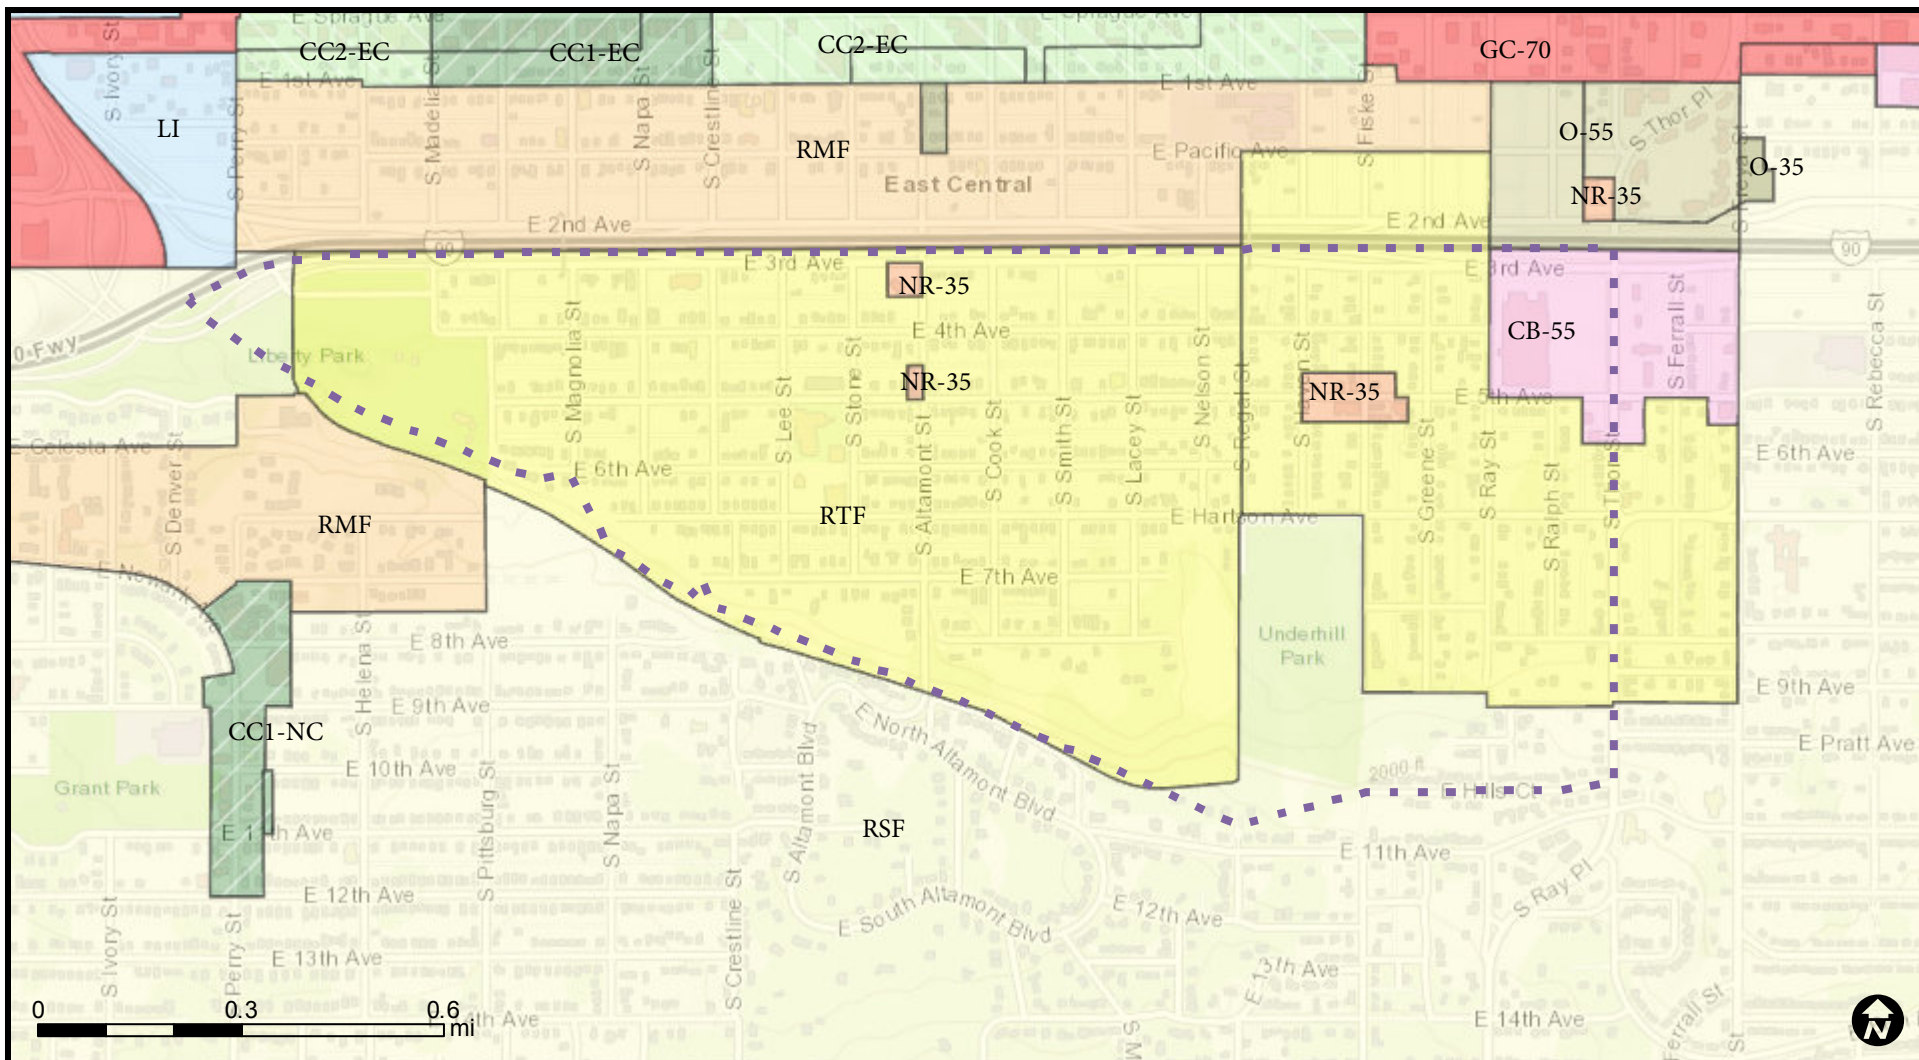 E Sprague Ave
E Sprague Ave
S Ivory St
CC2-EC
CC1-EC
CC2-EC
GC-70
E 1st Ave
E 1st Ave
LI
S Perry St
S Madelia St
S Napa St
S Crestline St
RMF
E Pacific Ave
S Fiske St
O-55
S Thor Pl
O-35
NR-35
East Central
E 2nd Ave
E 2nd Ave
90
90
E 3rd Ave
E 3rd Ave
NR-35
CB-55
S Ferrall St
S Rebecca St
E 4th Ave
Liberty Park
S Magnolia St
S Lee St
S Stone St
NR-35
S Altamont St
S Cook St
S Smith St
S Lacey St
S Nelson St
S Regal St
NR-35
E 5th Ave
S Greene St
S Ray St
S Ralph St
S Thor St
E Celesta Ave
S Denver St
E 6th Ave
E 6th Ave
RMF
RTF
E Hartson Ave
E Newark Ave
E 7th Ave
S Helena St
E 8th Ave
Underhill
Park
E 9th Ave
E 9th Ave
CC1-NC
E North Altamont Blvd
E Pratt Ave
Grant Park
E 10th Ave
S Pittsburg St
S Napa St
S Altamont Blvd
2000 ft
E Hills Ct
RSF
E 11th Ave
E 11th Ave
E 12th Ave
S Crestline St
E South Altamont Blvd
E 12th Ave
S Ray Pl
S Ivory St
S Perry St
E 13th Ave
E 13th Ave
S Ferrall St
0 0.3 0.6
mi
E 14th Ave
N